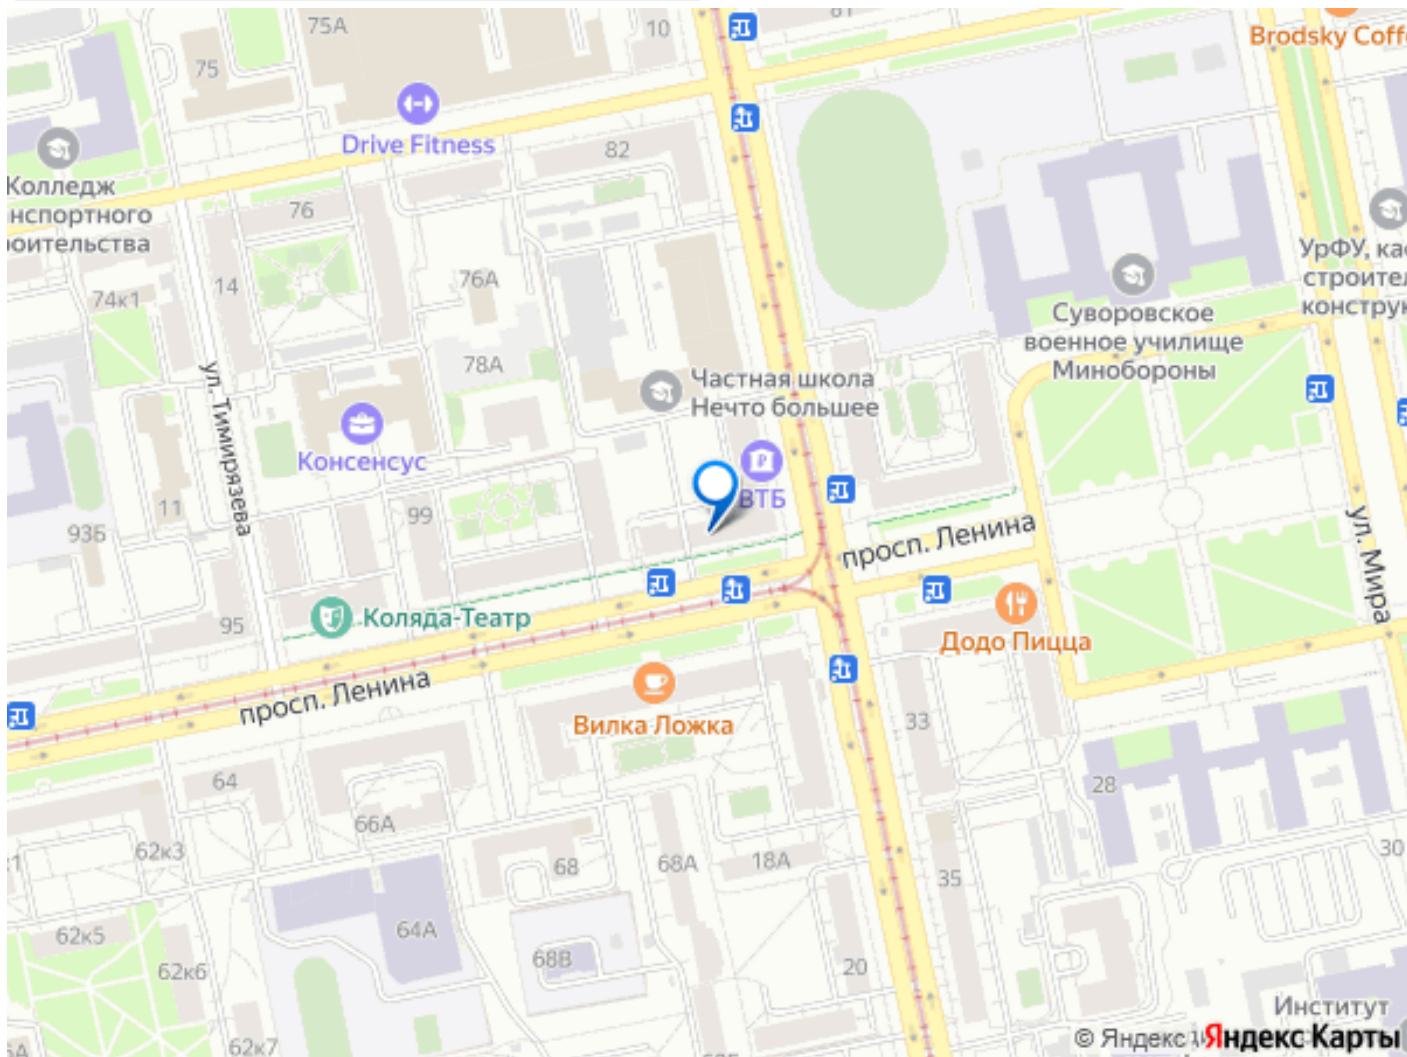 75А
10
81
Brodsky Coff
75
Drive Fitness
82
Колледж
нспортного
роительства
76
УрФУ, ка
строител
конструк
74к1
14
76А
Суворовское
военное училище
Минобороны
78А
Частная школа
Нечто большее
ул. Тимирязева
Консенсус
ВТБ
93Б
11
99
просп. Ленина
ул. Мира
95
Коляда-Театр
Додо Пицца
просп. Ленина
Вилка Ложка
33
64
28
66А
62к3
68
68А
18А
35
30
62к5
64А
62к6
68В
20
Институт
62к7
© Яндекс
Яндекс Карты